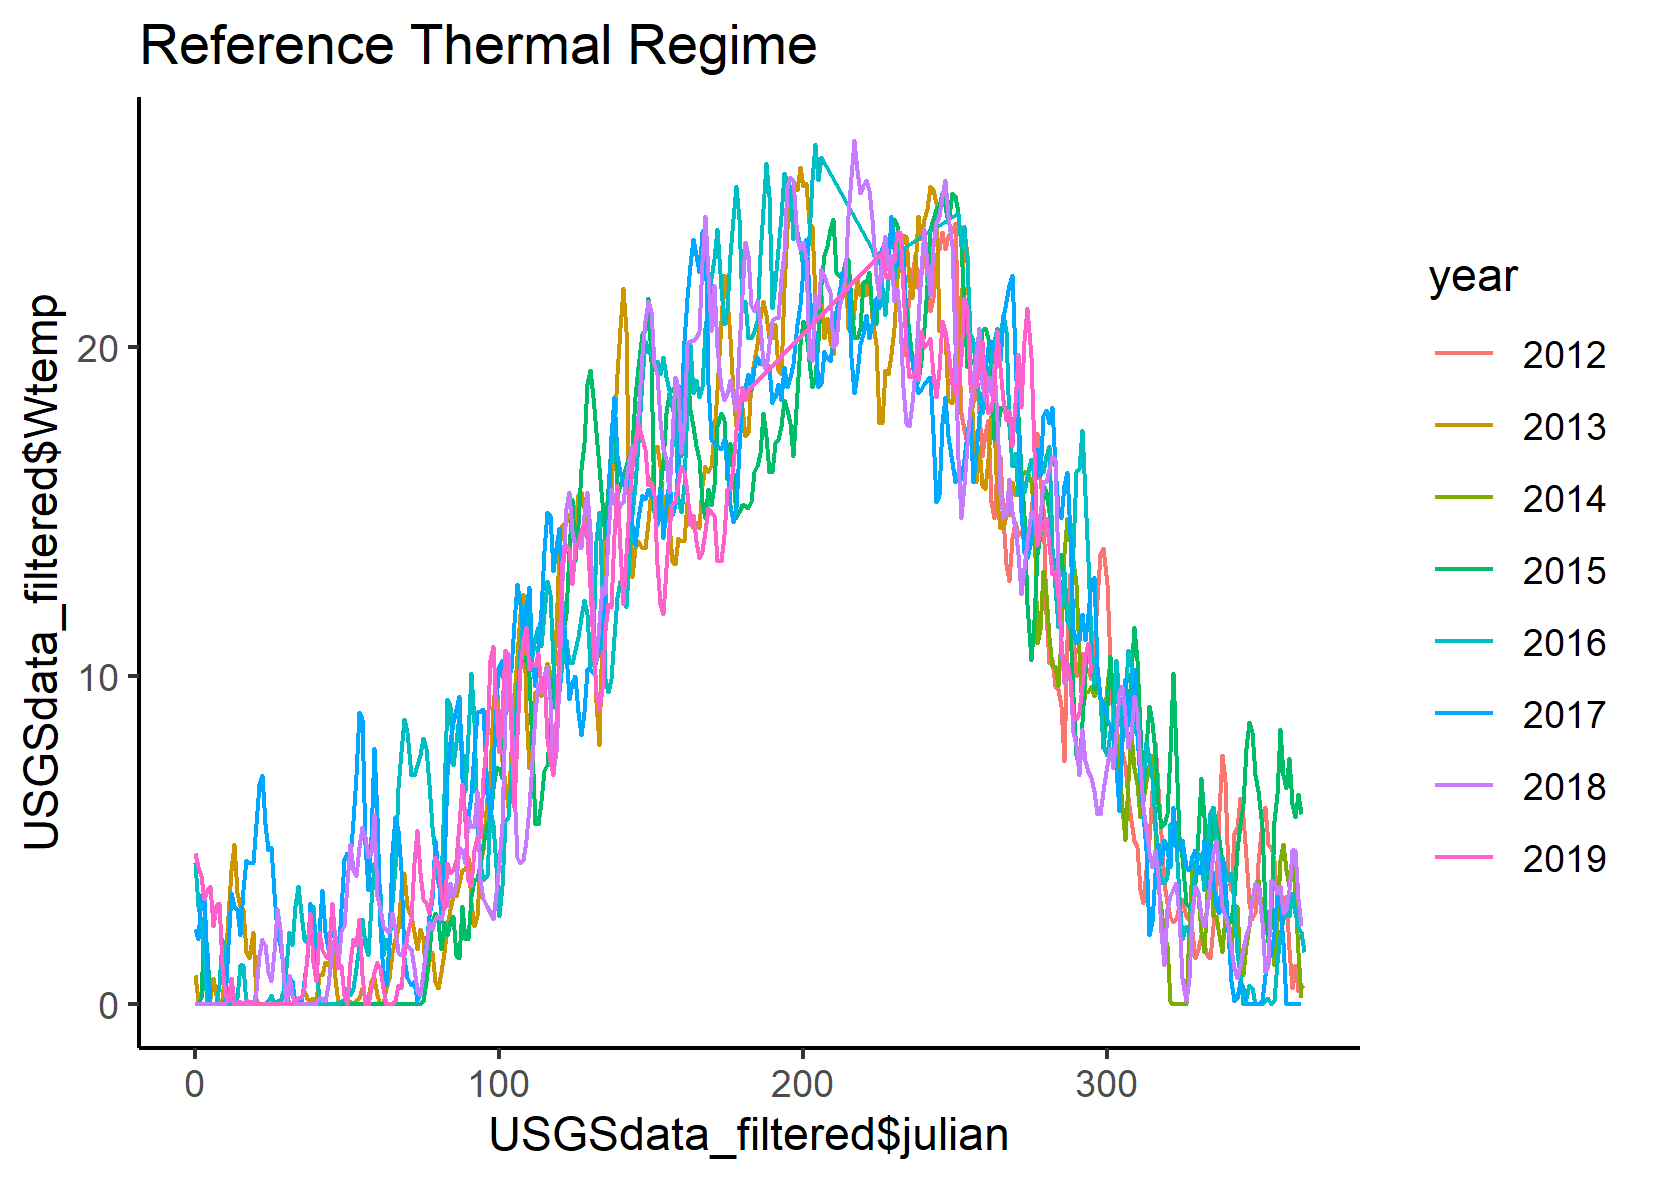 Reference Thermal Regime
USGSdata_filtered$Wtemp
20
10
0
0 100 200 300
USGSdata_filtered$julian
year
2012
2013
2014
2015
2016
2017
2018
2019